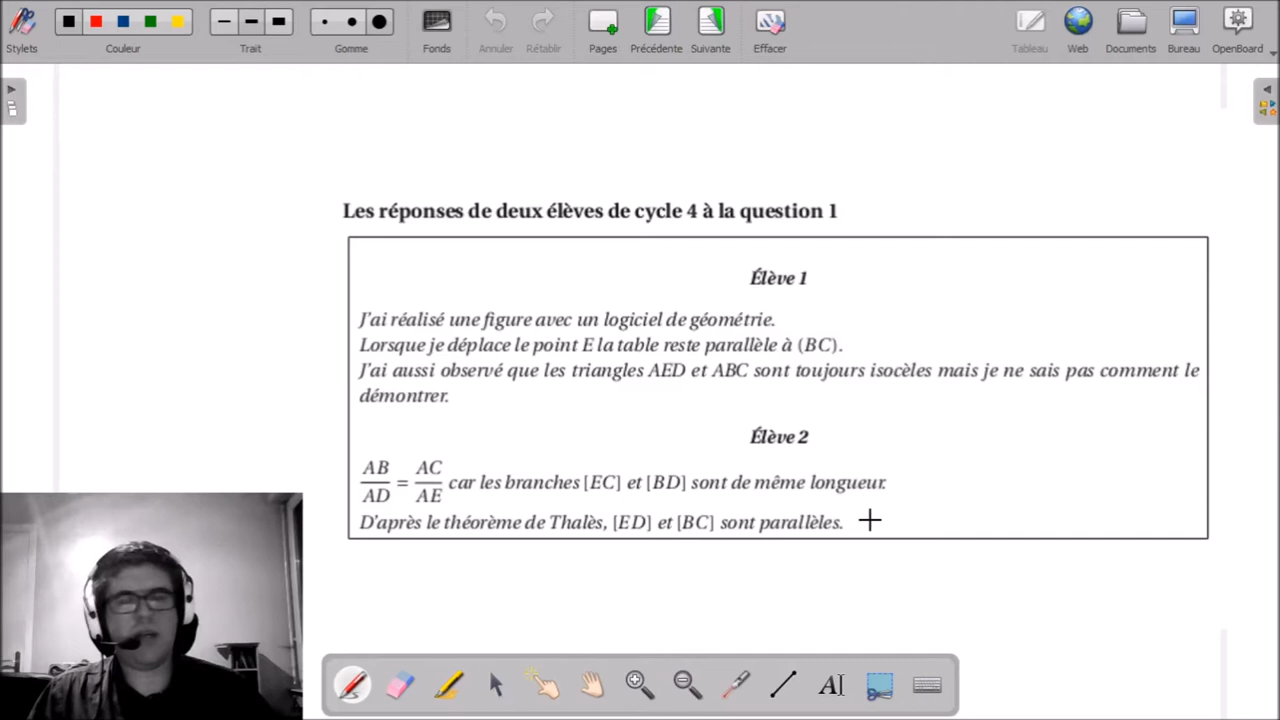 Stylets Couleur Trait Gomme Fonds Annuler Rétablir Pages Précédente Suivante Effacer Tableau Web Documents Bureau OpenBoard
Les réponses de deux élèves de cycle 4 à la question 1
Élève 1
J'ai réalisé une figure avec un logiciel de géométrie.
Lorsque je déplace le point E la table reste parallèle à (BC).
J'ai aussi observé que les triangles AED et ABC sont toujours isocèles mais je ne sais pas comment le
démontrer.
Élève 2
AB/AD = AC/AE car les branches [EC] et [BD] sont de même longueur.
D'après le théorème de Thalès, [ED] et [BC] sont parallèles.
AI